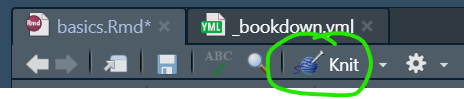 Rmd basics.Rmd* × YML _bookdown.yml ×
ABC Knit